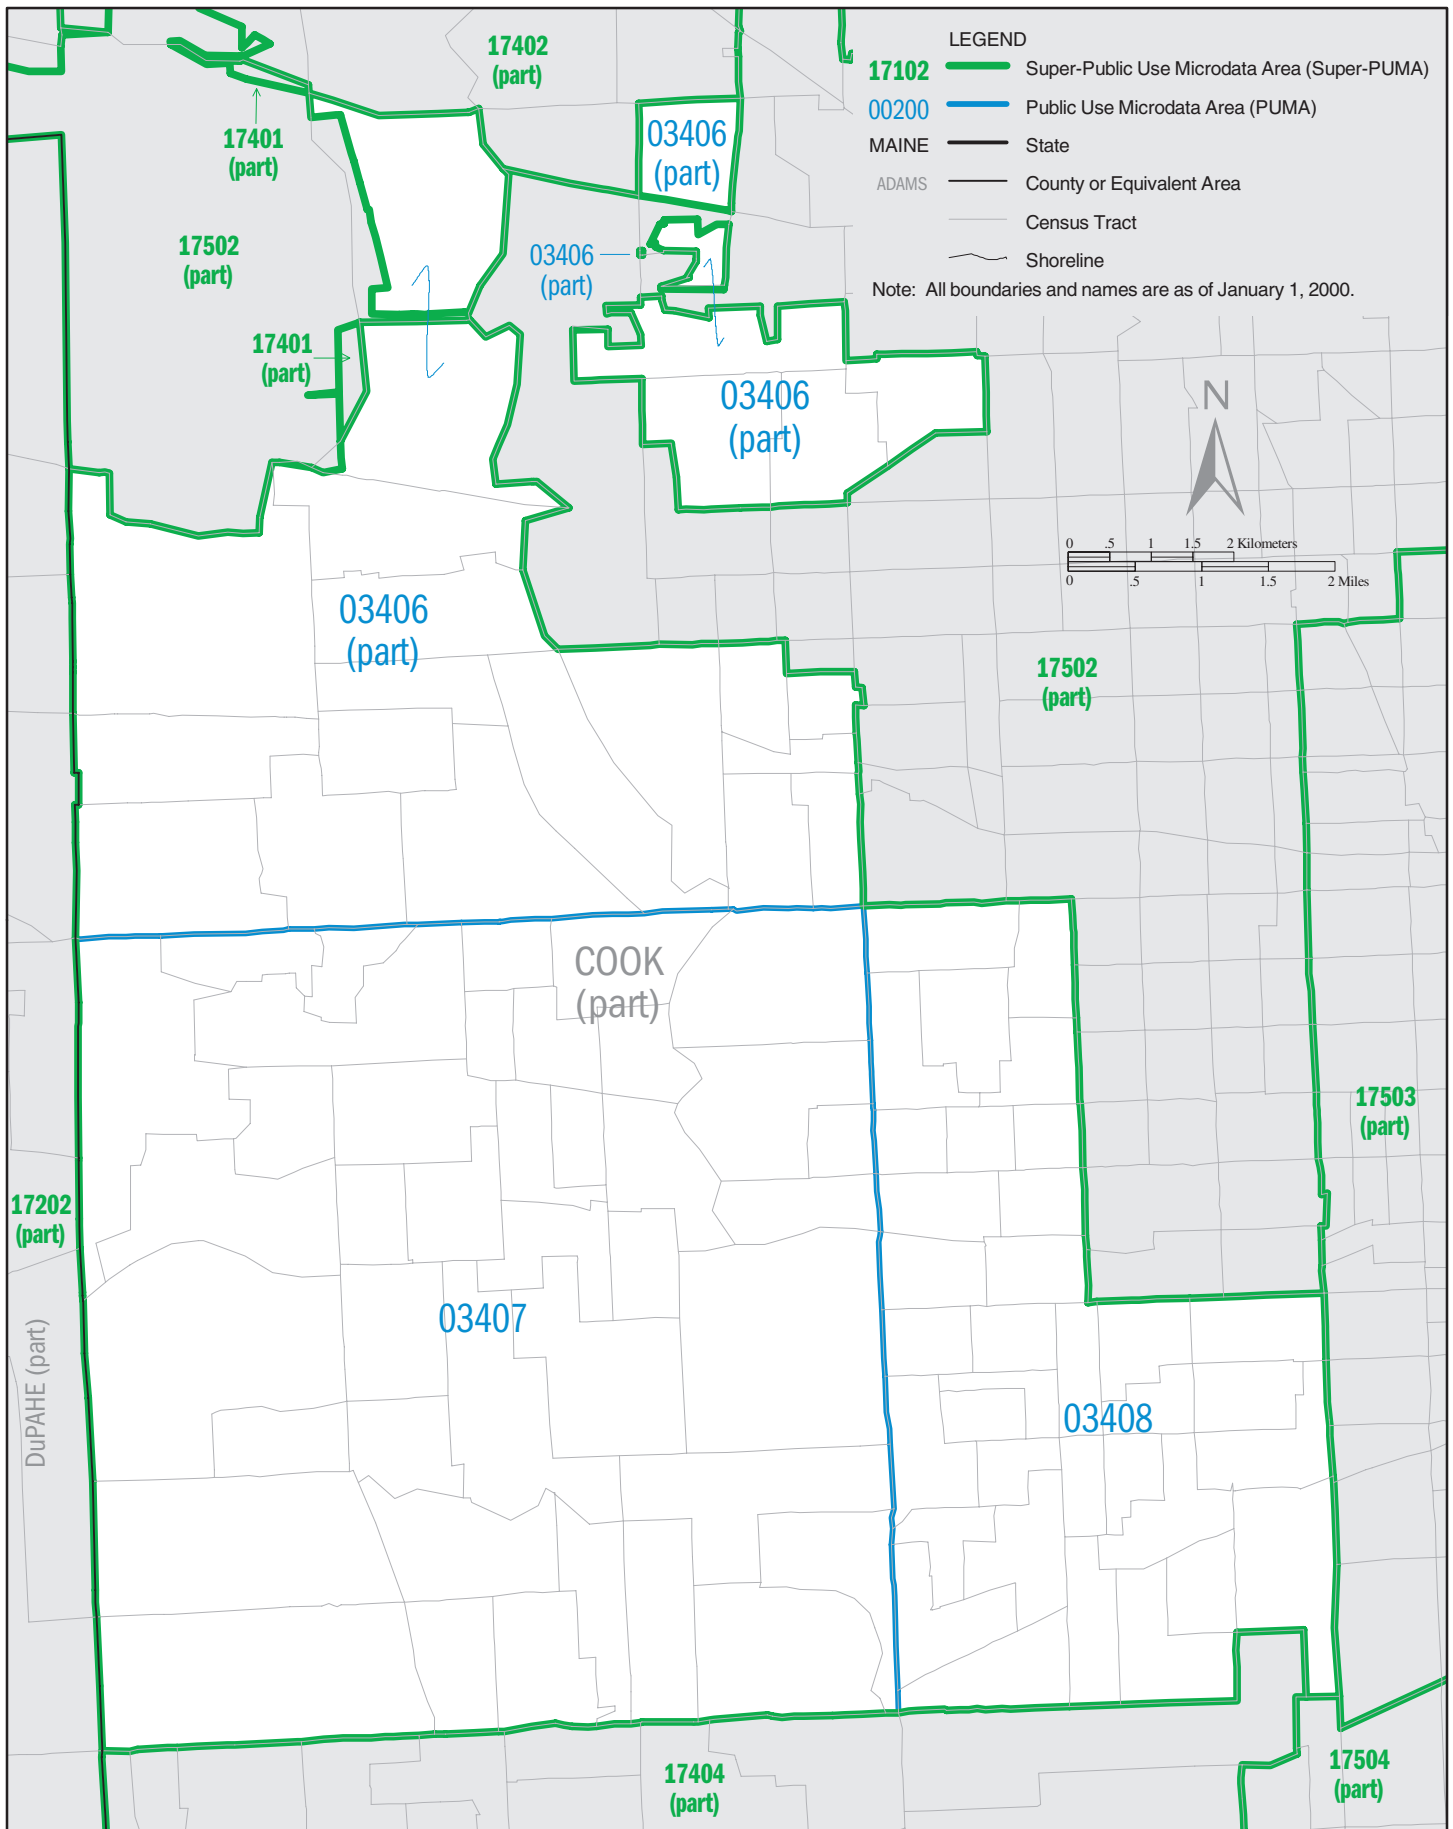 LEGEND
17102 Super-Public Use Microdata Area (Super-PUMA)
00200 Public Use Microdata Area (PUMA)
MAINE State
ADAMS County or Equivalent Area
Census Tract
Shoreline
Note: All boundaries and names are as of January 1, 2000.
17402
(part)
17401
(part)
03406
(part)
17502
(part)
03406
(part)
17401
(part)
03406
(part)
N
0 .5 1 1.5 2 Kilometers
0 .5 1 1.5 2 Miles
03406
(part)
17502
(part)
COOK
(part)
17503
(part)
17202
(part)
03407
DuPAHE (part)
03408
17404
(part)
17504
(part)